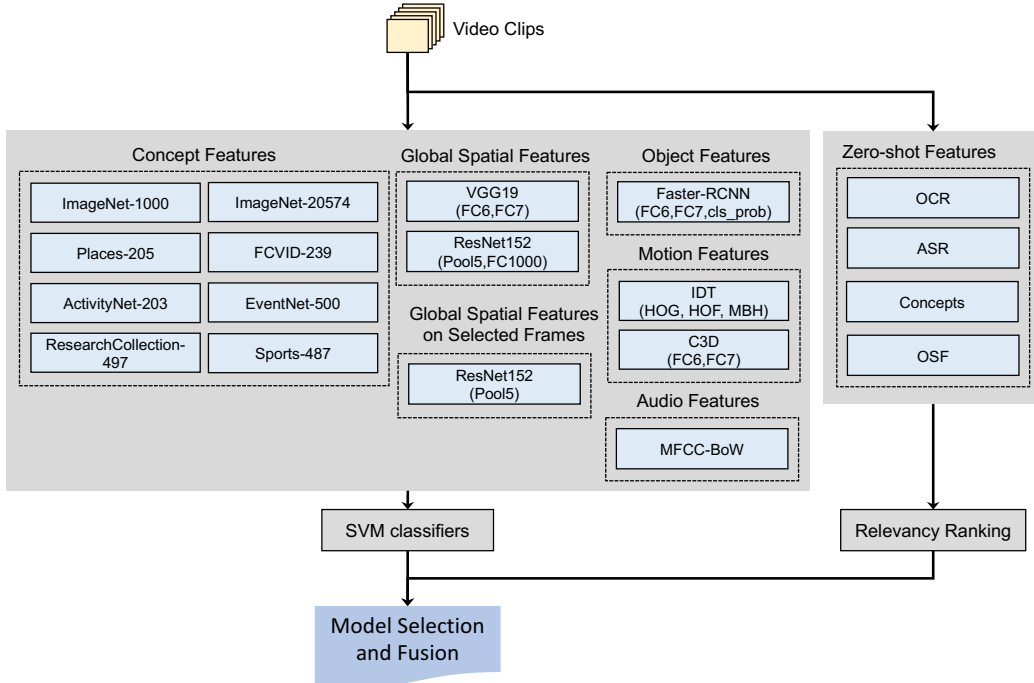 Video Clips
Concept Features
ImageNet-1000
ImageNet-20574
Places-205
FCVID-239
ActivityNet-203
EventNet-500
ResearchCollection-
497
Sports-487
Global Spatial Features
VGG19
(FC6,FC7)
ResNet152
(Pool5,FC1000)
Global Spatial Features
on Selected Frames
ResNet152
(Pool5)
Object Features
Faster-RCNN
(FC6,FC7,cls_prob)
Motion Features
IDT
(HOG, HOF, MBH)
C3D
(FC6,FC7)
Audio Features
MFCC-BoW
Zero-shot Features
OCR
ASR
Concepts
OSF
SVM classifiers
Relevancy Ranking
Model Selection
and Fusion